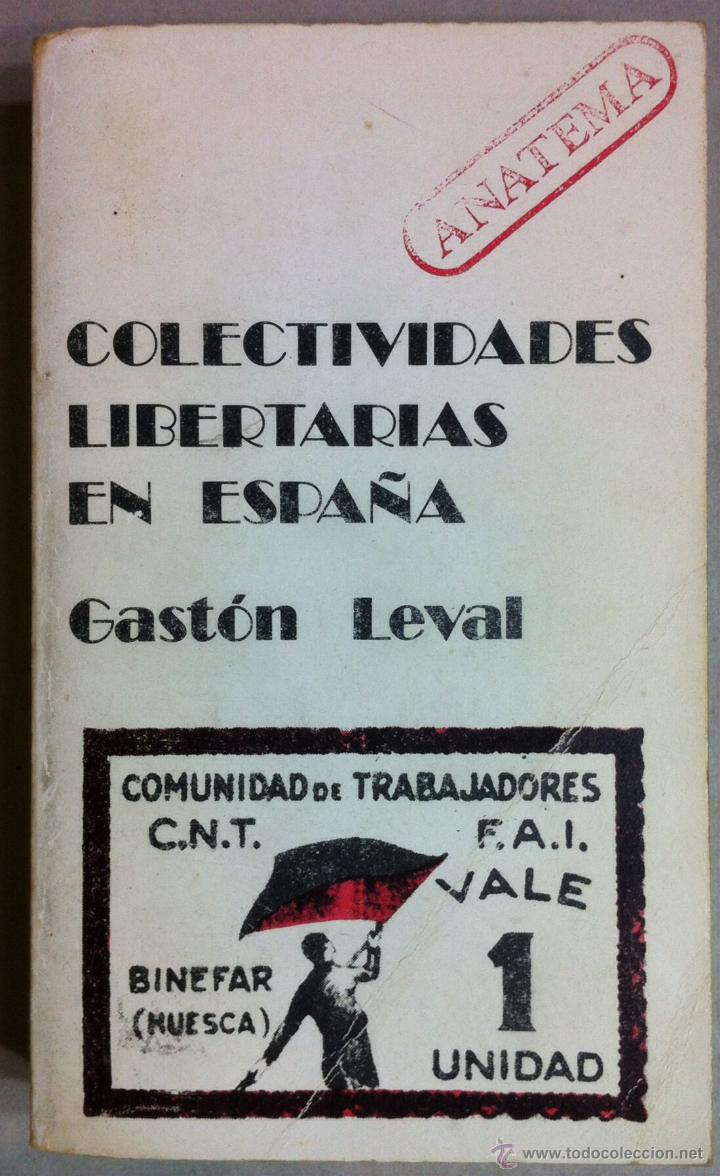 ANATEMA
COLECTIVIDADES
LIBERTARIAS
EN ESPAÑA
Gastón Leval
COMUNIDAD DE TRABAJADORES
C.N.T. F.A.I.
VALE
BINEFAR
(HUESCA)
1
UNIDAD
© www.todocoleccion.net